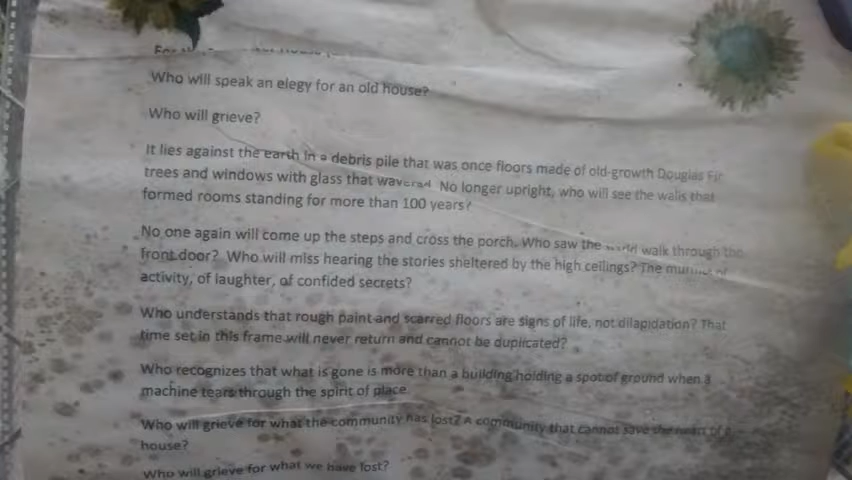 Who will speak an elegy for an old house?
Who will grieve?
It lies against the earth in a debris pile that was once floors made of old-growth Douglas Fir
trees and windows with glass that wavered. No longer upright, who will see the walls that
formed rooms standing for more than 100 years?
No one again will come up the steps and cross the porch. Who saw the world walk through the
front door? Who will miss hearing the stories sheltered by the high ceilings? The murmur of
activity, of laughter, of confided secrets?
Who understands that rough paint and scarred floors are signs of life, not dilapidation? That
time set in this frame will never return and cannot be duplicated?
Who recognizes that what is gone is more than a building holding a spot of ground when a
machine tears through the spirit of place
Who will grieve for what the community has lost? A community that cannot save the heart of a
house?
Who will grieve for what we have lost?